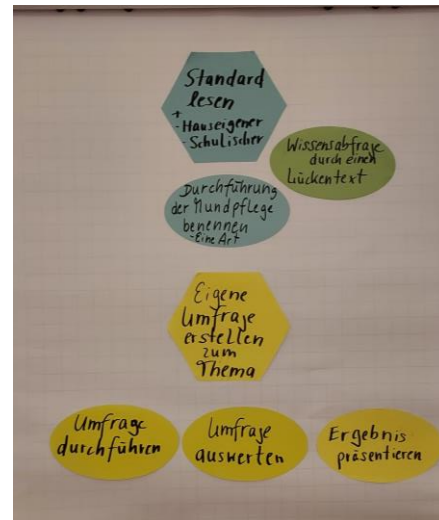 Standard
lesen
+
- Hauseigener
- Schulischer
Wissensabfrage
durch einen
Lückentext
Durchführung
der Mundpflege
benennen
- Eine Art
Eigene
Umfrage
erstellen
zum
Thema
Umfrage
durchführen
Umfrage
auswerten
Ergebnis
präsentieren